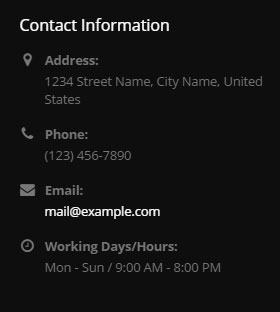 Contact Information
Address:
1234 Street Name, City Name, United
States
Phone:
(123) 456-7890
Email:
mail@example.com
Working Days/Hours:
Mon - Sun / 9:00 AM - 8:00 PM